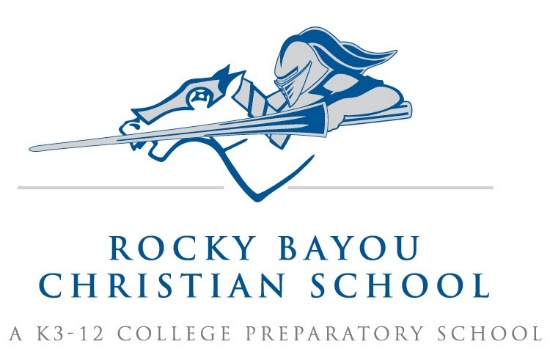 ROCKY BAYOU
CHRISTIAN SCHOOL
A K3-12 COLLEGE PREPARATORY SCHOOL